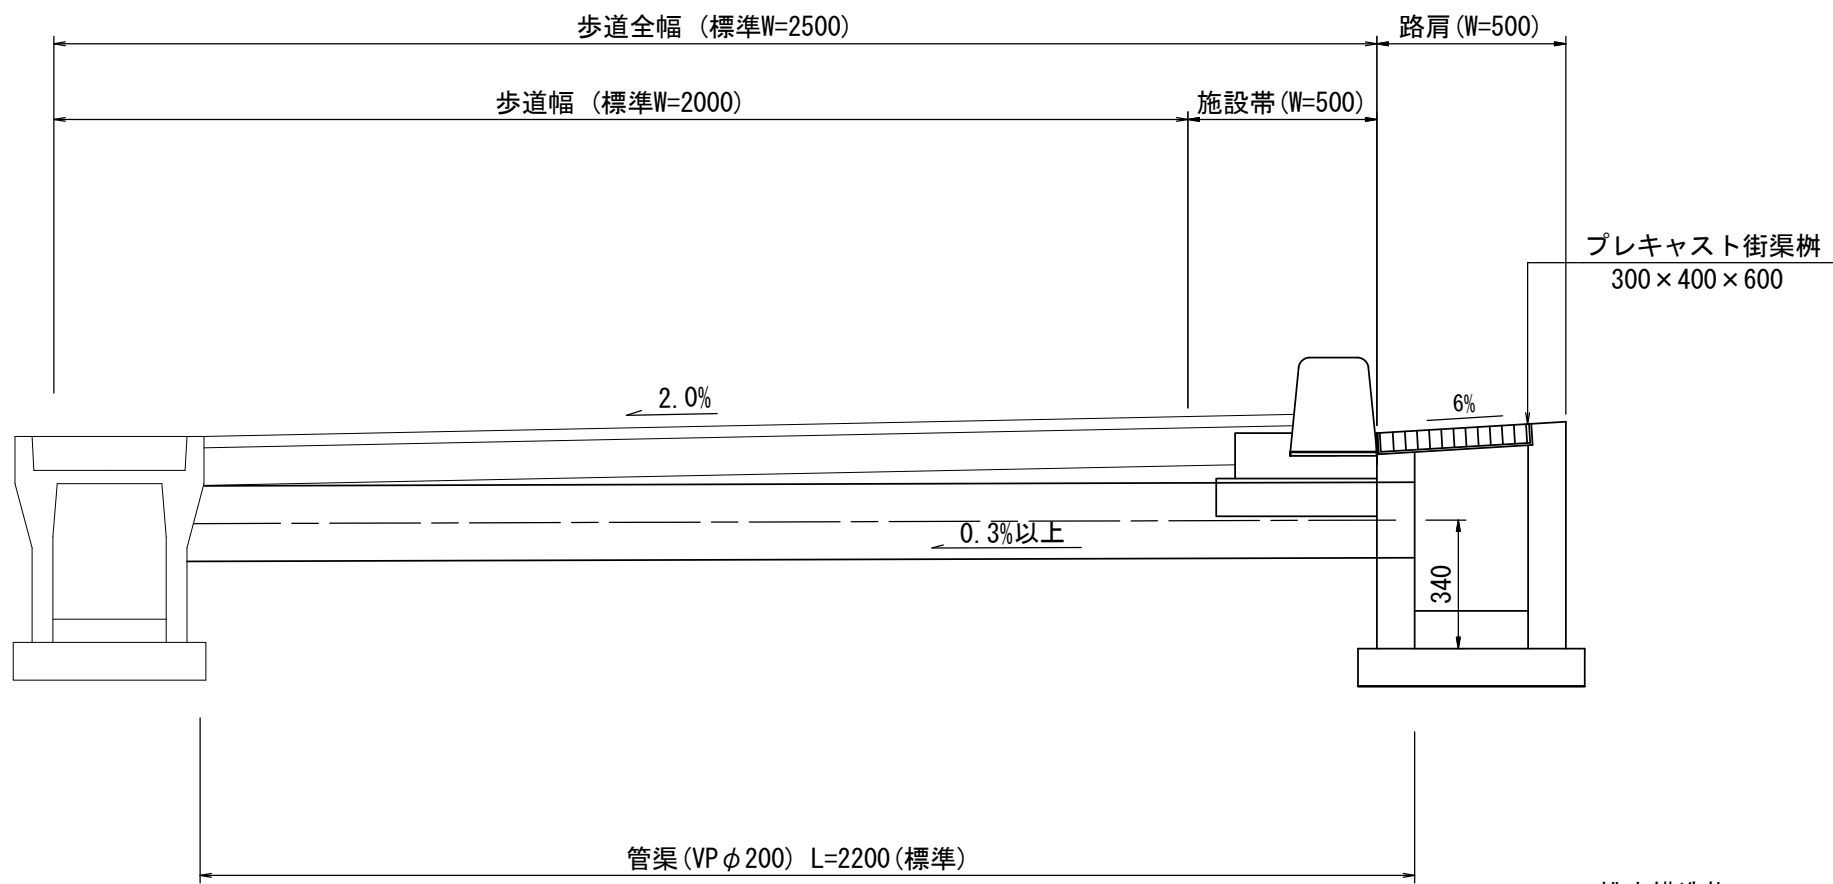 歩道全幅 (標準W=2500)
路肩(W=500)
歩道幅 (標準W=2000)
施設帯(W=500)
プレキャスト街渠桝
300×400×600
2.0%
6%
0.3%以上
340
管渠(VPφ200) L=2200(標準)